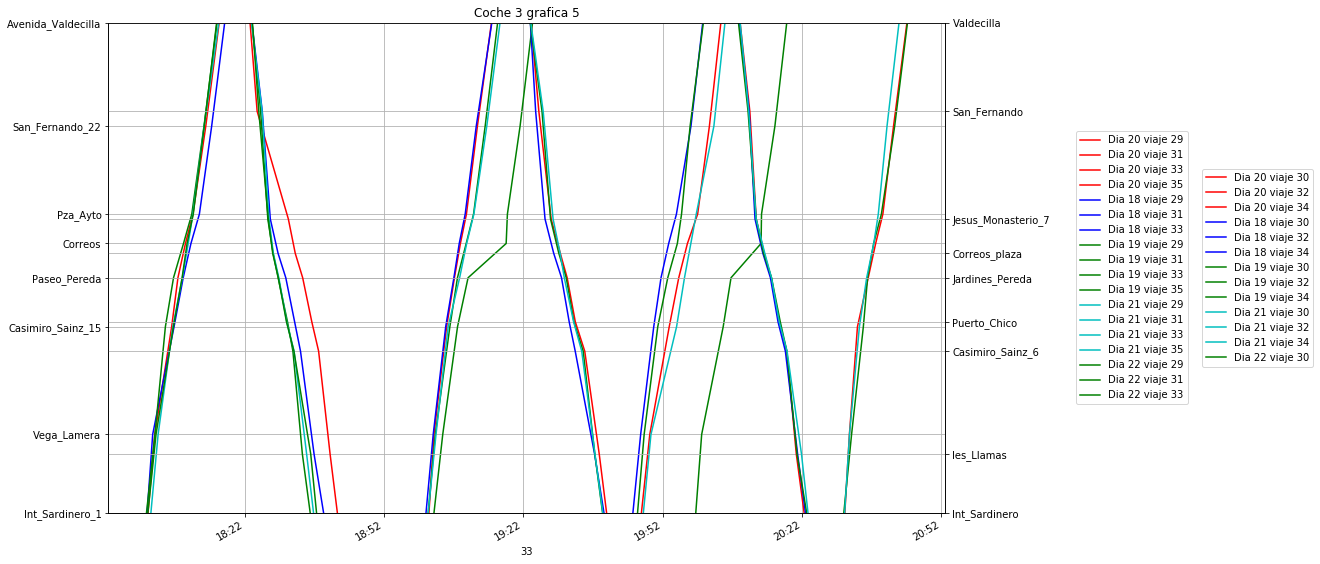 Coche 3 grafica 5
Avenida_Valdecilla
San_Fernando_22
Pza_Ayto
Correos
Paseo_Pereda
Casimiro_Sainz_15
Vega_Lamera
Int_Sardinero_1
Valdecilla
San_Fernando
Jesus_Monasterio_7
Correos_plaza
Jardines_Pereda
Puerto_Chico
Casimiro_Sainz_6
Ies_Llamas
Int_Sardinero
18:22
18:52
19:22
19:52
20:22
20:52
33
Dia 20 viaje 29
Dia 20 viaje 31
Dia 20 viaje 33
Dia 20 viaje 35
Dia 18 viaje 29
Dia 18 viaje 31
Dia 18 viaje 33
Dia 19 viaje 29
Dia 19 viaje 31
Dia 19 viaje 33
Dia 19 viaje 35
Dia 21 viaje 29
Dia 21 viaje 31
Dia 21 viaje 33
Dia 21 viaje 35
Dia 22 viaje 29
Dia 22 viaje 31
Dia 22 viaje 33
Dia 20 viaje 30
Dia 20 viaje 32
Dia 20 viaje 34
Dia 18 viaje 30
Dia 18 viaje 32
Dia 18 viaje 34
Dia 19 viaje 30
Dia 19 viaje 32
Dia 19 viaje 34
Dia 21 viaje 30
Dia 21 viaje 32
Dia 21 viaje 34
Dia 22 viaje 30